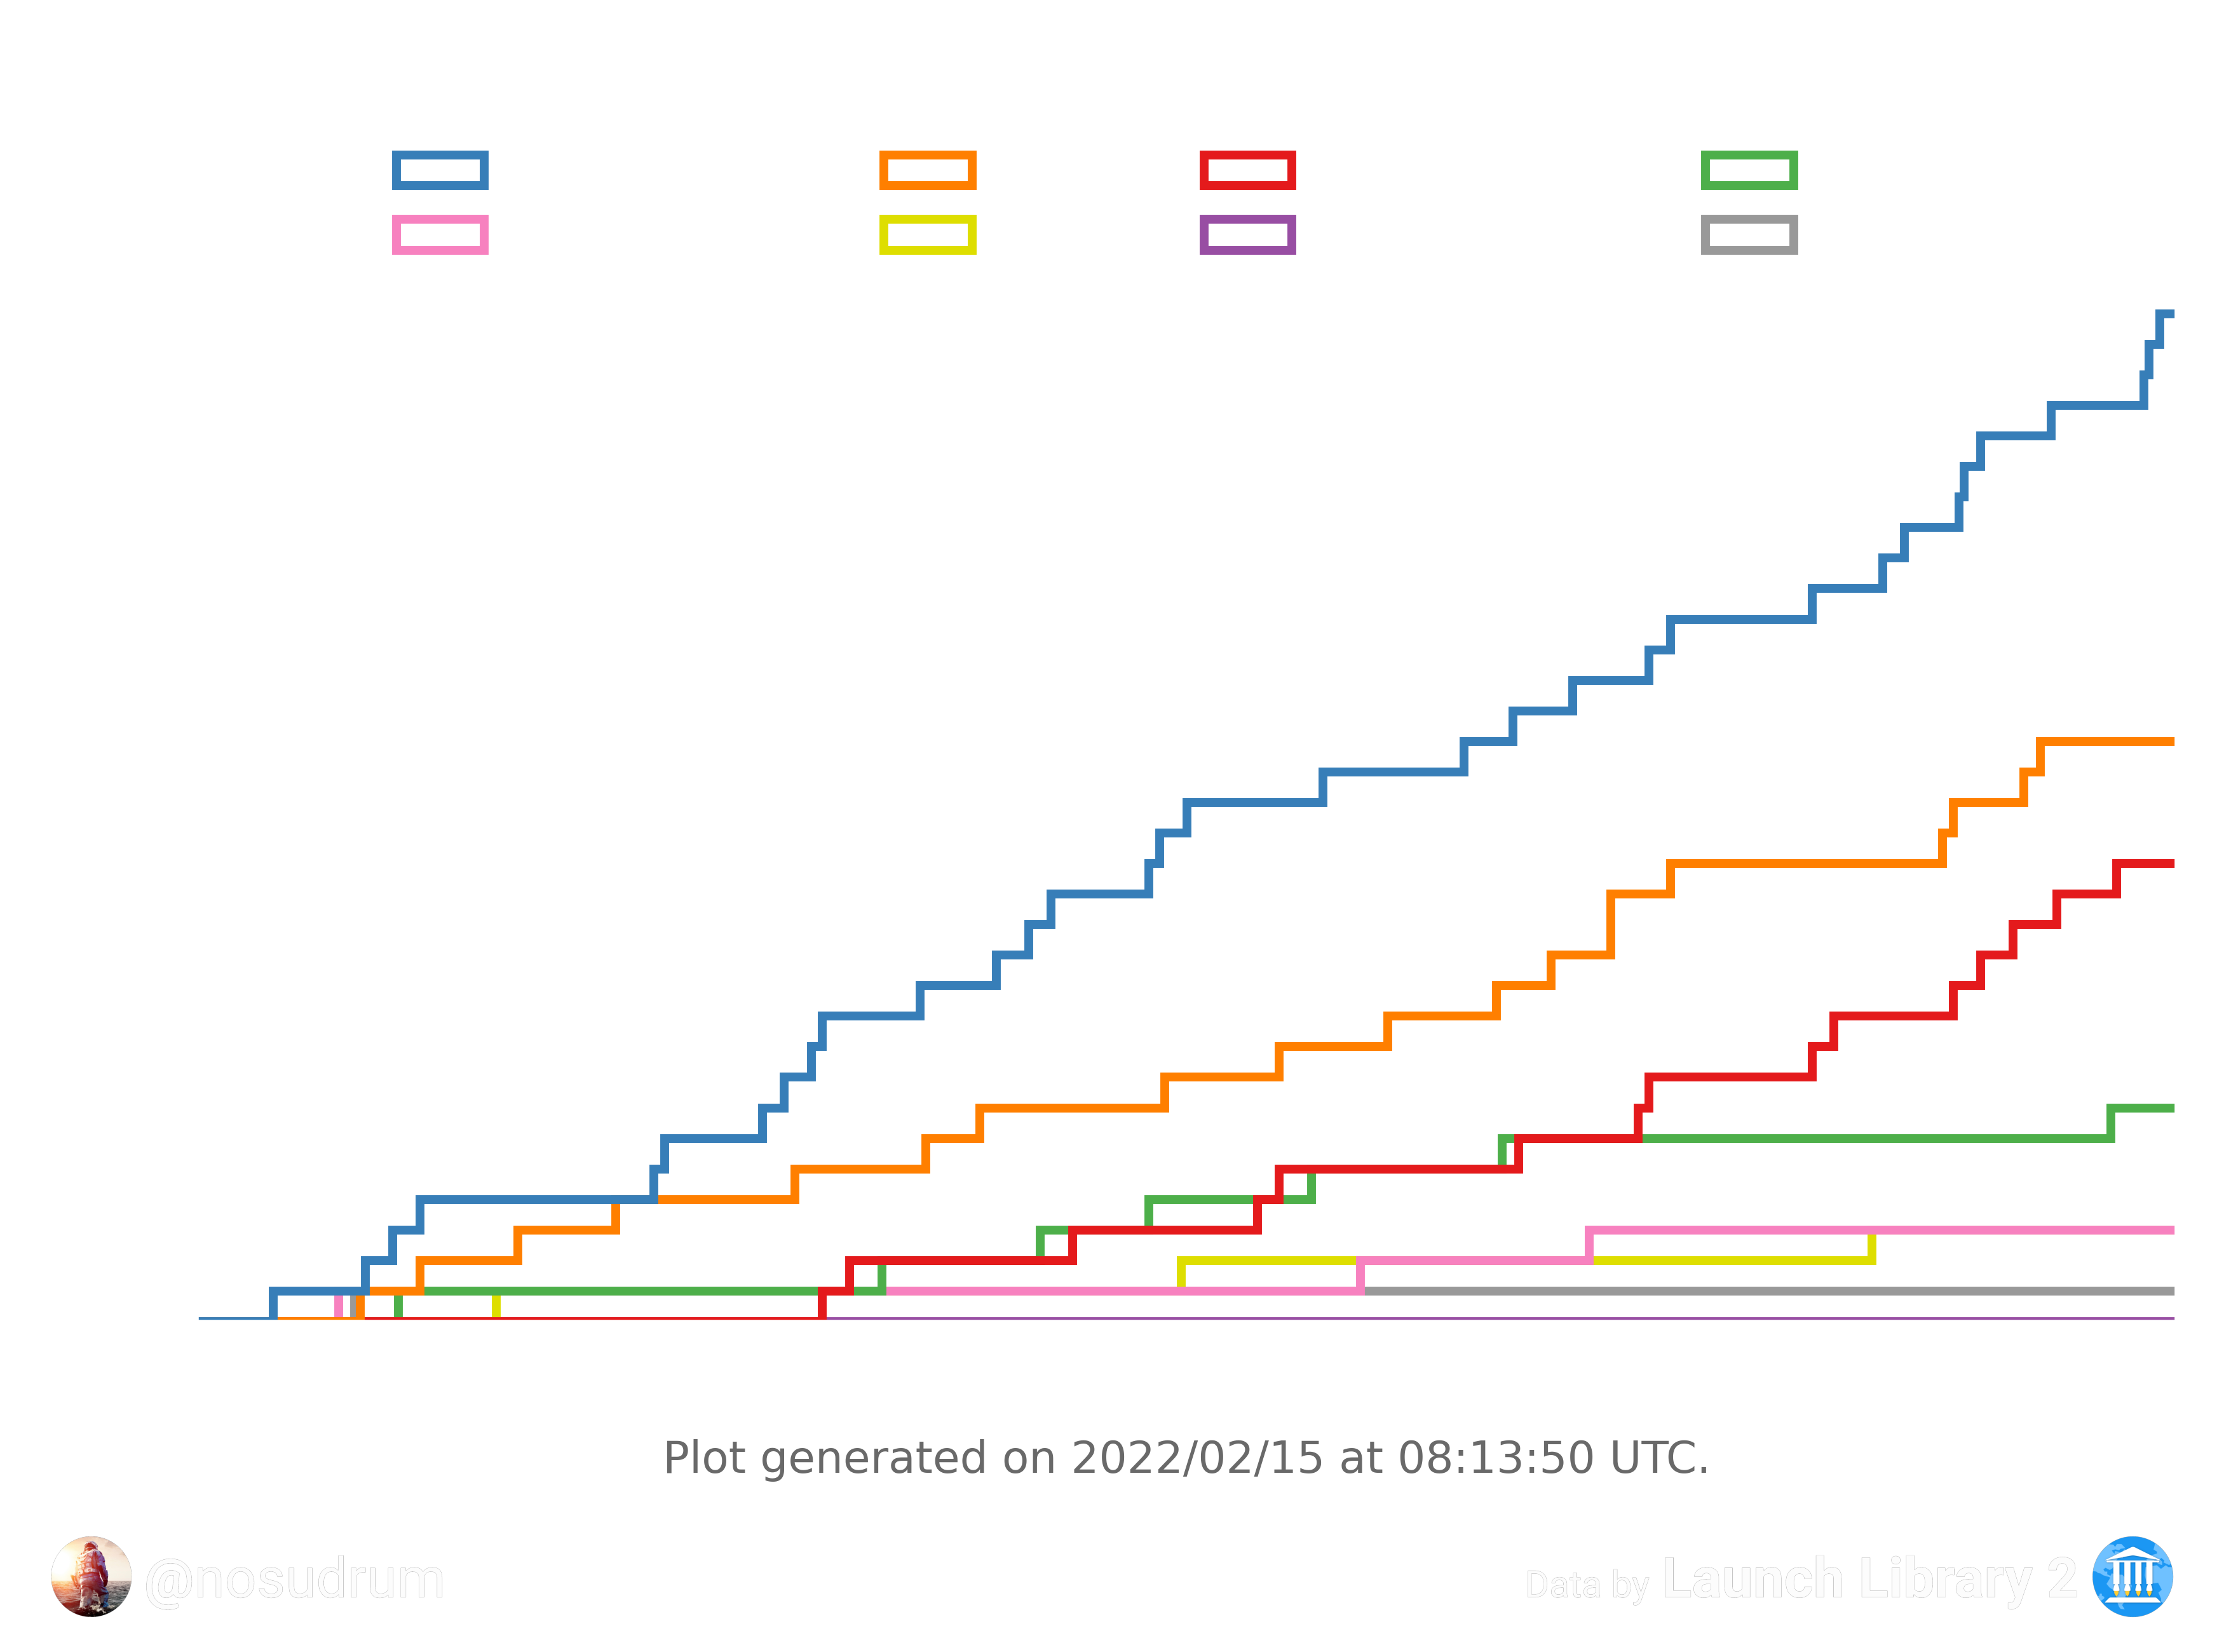 Plot generated on 2022/02/15 at 08:13:50 UTC.
@nosudrum
Data by Launch Library 2